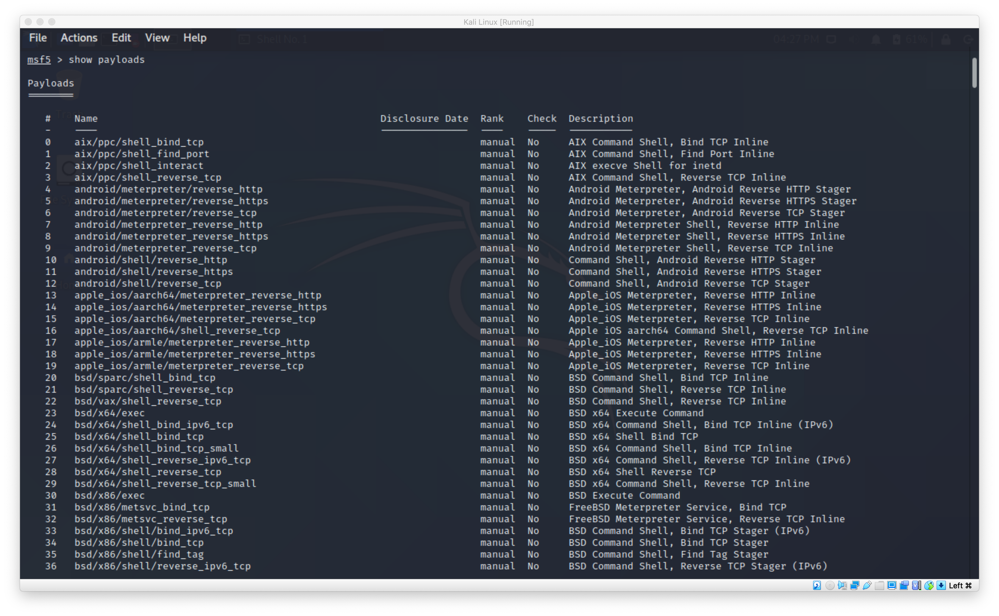 Kali Linux [Running]
File Actions Edit View Help
Shell No. 1 04:27 PM 61%
msf5 > show payloads
Payloads
========
Trash
# Name Disclosure Date Rank Check Description
- ---- --------------- ---- ----- -----------
0 aix/ppc/shell_bind_tcp manual No AIX Command Shell, Bind TCP Inline
1 aix/ppc/shell_find_port manual No AIX Command Shell, Find Port Inline
2 aix/ppc/shell_interact manual No AIX execve Shell for inetd
3 aix/ppc/shell_reverse_tcp manual No AIX Command Shell, Reverse TCP Inline
4 android/meterpreter/reverse_http manual No Android Meterpreter, Android Reverse HTTP Stager
5 android/meterpreter/reverse_https manual No Android Meterpreter, Android Reverse HTTPS Stager
6 android/meterpreter/reverse_tcp manual No Android Meterpreter, Android Reverse TCP Stager
7 android/meterpreter_reverse_http manual No Android Meterpreter Shell, Reverse HTTP Inline
8 android/meterpreter_reverse_https manual No Android Meterpreter Shell, Reverse HTTPS Inline
9 android/meterpreter_reverse_tcp manual No Android Meterpreter Shell, Reverse TCP Inline
10 android/shell/reverse_http manual No Command Shell, Android Reverse HTTP Stager
11 android/shell/reverse_https manual No Command Shell, Android Reverse HTTPS Stager
12 android/shell/reverse_tcp manual No Command Shell, Android Reverse TCP Stager
13 apple_ios/aarch64/meterpreter_reverse_http manual No Apple_iOS Meterpreter, Reverse HTTP Inline
14 apple_ios/aarch64/meterpreter_reverse_https manual No Apple_iOS Meterpreter, Reverse HTTPS Inline
15 apple_ios/aarch64/meterpreter_reverse_tcp manual No Apple_iOS Meterpreter, Reverse TCP Inline
16 apple_ios/aarch64/shell_reverse_tcp manual No Apple iOS aarch64 Command Shell, Reverse TCP Inline
17 apple_ios/armle/meterpreter_reverse_http manual No Apple_iOS Meterpreter, Reverse HTTP Inline
18 apple_ios/armle/meterpreter_reverse_https manual No Apple_iOS Meterpreter, Reverse HTTPS Inline
19 apple_ios/armle/meterpreter_reverse_tcp manual No Apple_iOS Meterpreter, Reverse TCP Inline
20 bsd/sparc/shell_bind_tcp manual No BSD Command Shell, Bind TCP Inline
21 bsd/sparc/shell_reverse_tcp manual No BSD Command Shell, Reverse TCP Inline
22 bsd/vax/shell_reverse_tcp manual No BSD Command Shell, Reverse TCP Inline
23 bsd/x64/exec manual No BSD x64 Execute Command
24 bsd/x64/shell_bind_ipv6_tcp manual No BSD x64 Command Shell, Bind TCP Inline (IPv6)
25 bsd/x64/shell_bind_tcp manual No BSD x64 Shell Bind TCP
26 bsd/x64/shell_bind_tcp_small manual No BSD x64 Command Shell, Bind TCP Inline
27 bsd/x64/shell_reverse_ipv6_tcp manual No BSD x64 Command Shell, Reverse TCP Inline (IPv6)
28 bsd/x64/shell_reverse_tcp manual No BSD x64 Shell Reverse TCP
29 bsd/x64/shell_reverse_tcp_small manual No BSD x64 Command Shell, Reverse TCP Inline
30 bsd/x86/exec manual No BSD Execute Command
31 bsd/x86/metsvc_bind_tcp manual No FreeBSD Meterpreter Service, Bind TCP
32 bsd/x86/metsvc_reverse_tcp manual No FreeBSD Meterpreter Service, Reverse TCP Inline
33 bsd/x86/shell/bind_ipv6_tcp manual No BSD Command Shell, Bind TCP Stager (IPv6)
34 bsd/x86/shell/bind_tcp manual No BSD Command Shell, Bind TCP Stager
35 bsd/x86/shell/find_tag manual No BSD Command Shell, Find Tag Stager
36 bsd/x86/shell/reverse_ipv6_tcp manual No BSD Command Shell, Reverse TCP Stager (IPv6)
Left ⌘